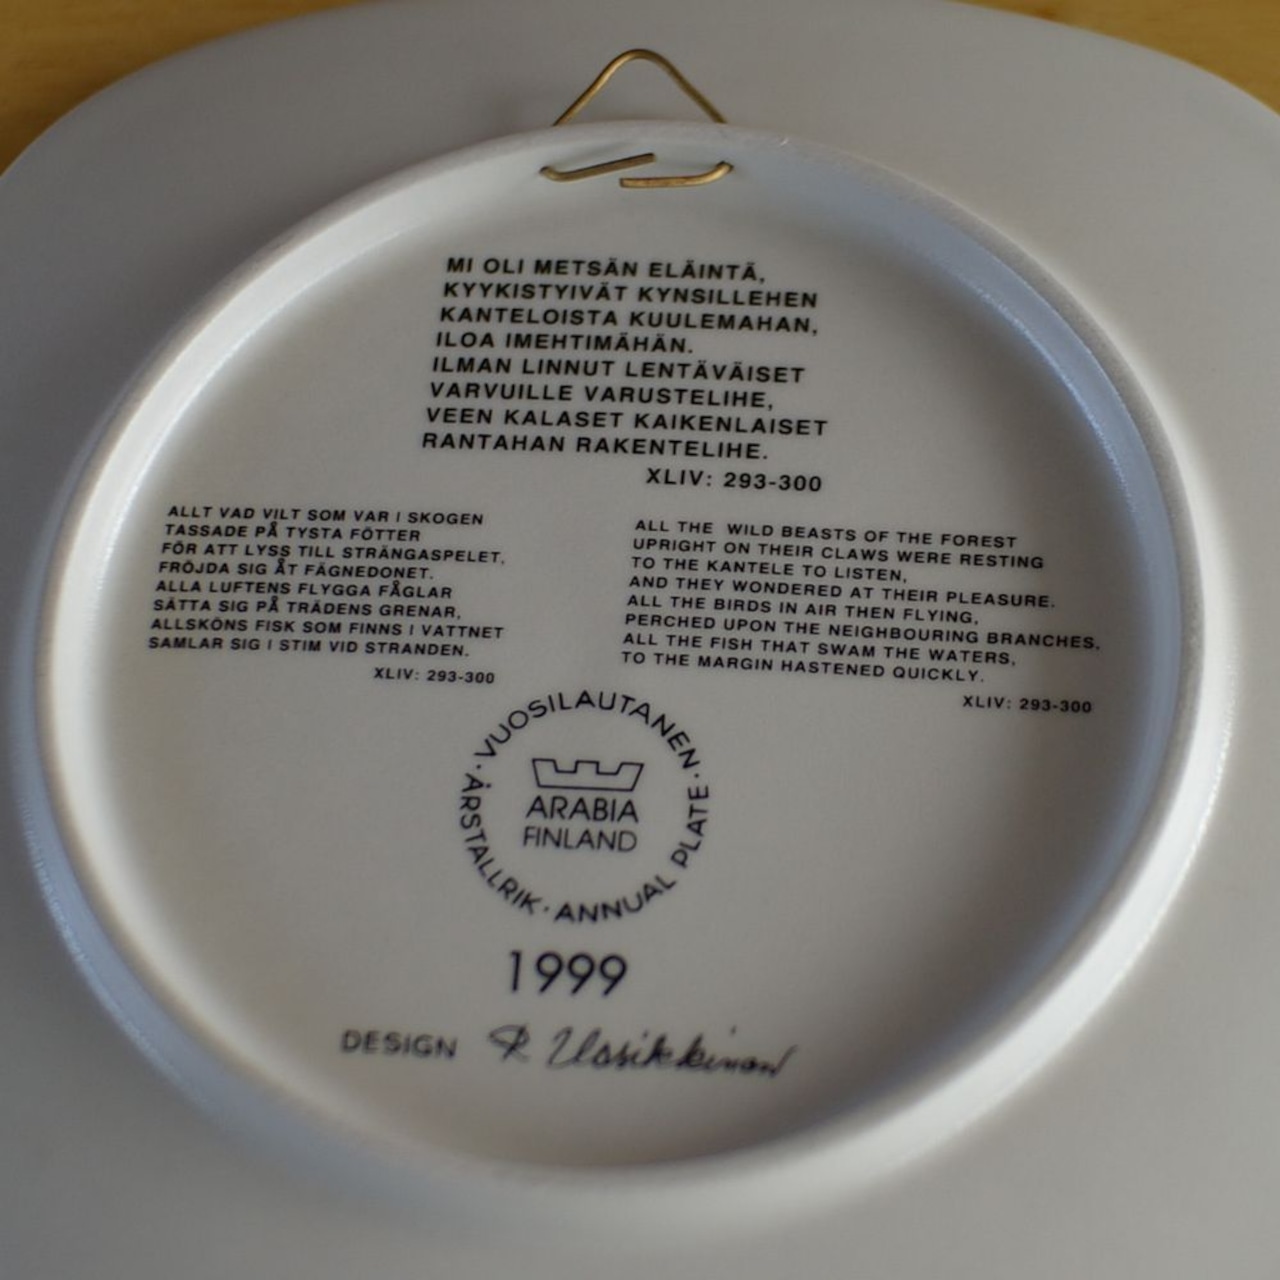 MI OLI METSÄN ELÄINTÄ,
KYYKISTYIVÄT KYNSILLEHEN
KANTELOISTA KUULEMAHAN,
ILOA IMEHTIMÄHÄN.
ILMAN LINNUT LENTÄVÄISET
VARVUILLE VARUSTELIHE,
VEEN KALASET KAIKENLAISET
RANTAHAN RAKENTELIHE.
XLIV: 293-300
ALLT VAD VILT SOM VAR I SKOGEN
TASSADE PÅ TYSTA FÖTTER
FÖR ATT LYSS TILL STRÄNGASPELET,
FRÖJDA SIG ÅT FÄGNEDONET.
ALLA LUFTENS FLYGGA FÅGLAR
SÄTTA SIG PÅ TRÄDENS GRENAR,
ALLSKÖNS FISK SOM FINNS I VATTNET
SAMLAR SIG I STIM VID STRANDEN.
XLIV: 293-300
ALL THE WILD BEASTS OF THE FOREST
UPRIGHT ON THEIR CLAWS WERE RESTING
TO THE KANTELE TO LISTEN,
AND THEY WONDERED AT THEIR PLEASURE.
ALL THE BIRDS IN AIR THEN FLYING,
PERCHED UPON THE NEIGHBOURING BRANCHES,
ALL THE FISH THAT SWAM THE WATERS,
TO THE MARGIN HASTENED QUICKLY.
XLIV: 293-300
· VUOSILAUTANEN · ANNUAL PLATE · ÅRSTALLRIK
ARABIA
FINLAND
1999
DESIGN R Uosikkinen